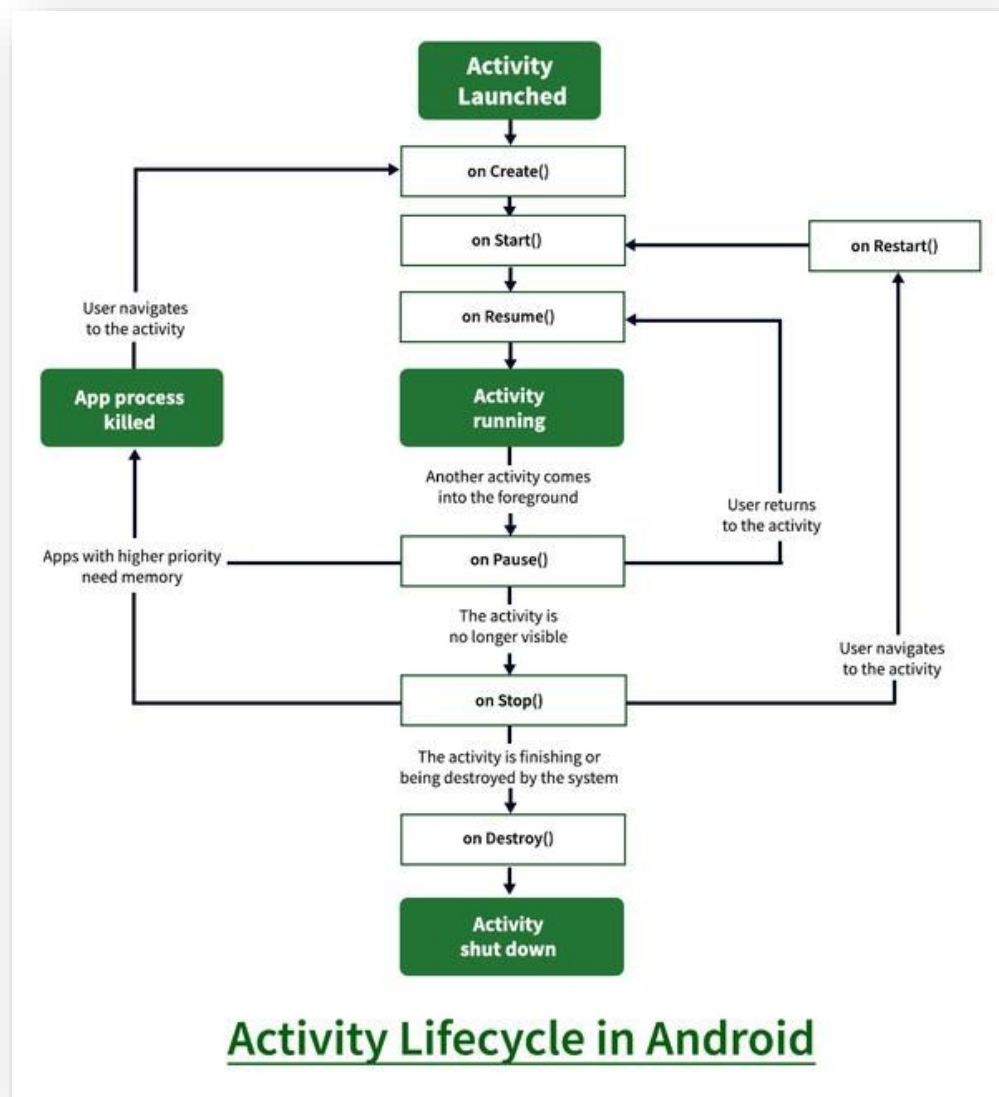 Activity
Launched
on Create()
on Start()
on Restart()
on Resume()
User navigates
to the activity
App process
killed
Activity
running
Another activity comes
into the foreground
User returns
to the activity
Apps with higher priority
need memory
on Pause()
The activity is
no longer visible
User navigates
to the activity
on Stop()
The activity is finishing or
being destroyed by the system
on Destroy()
Activity
shut down
Activity Lifecycle in Android